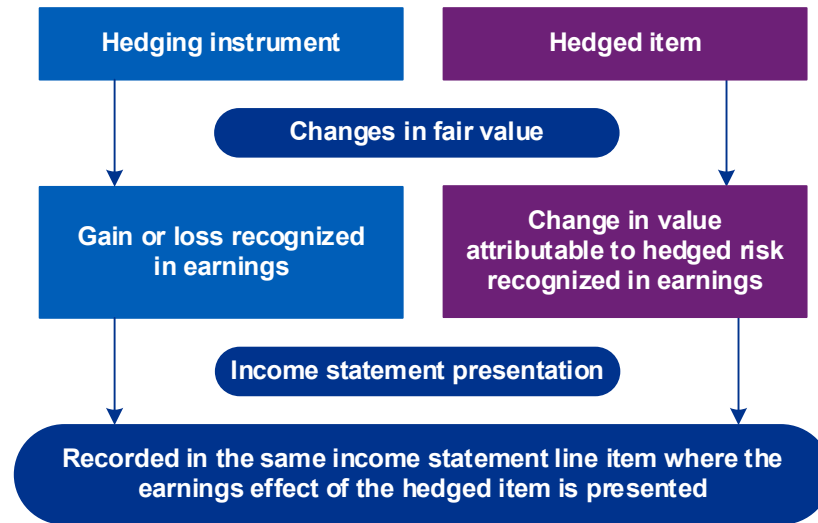 Hedging instrument
Hedged item
Changes in fair value
Gain or loss recognized
in earnings
Change in value
attributable to hedged risk
recognized in earnings
Income statement presentation
Recorded in the same income statement line item where the
earnings effect of the hedged item is presented